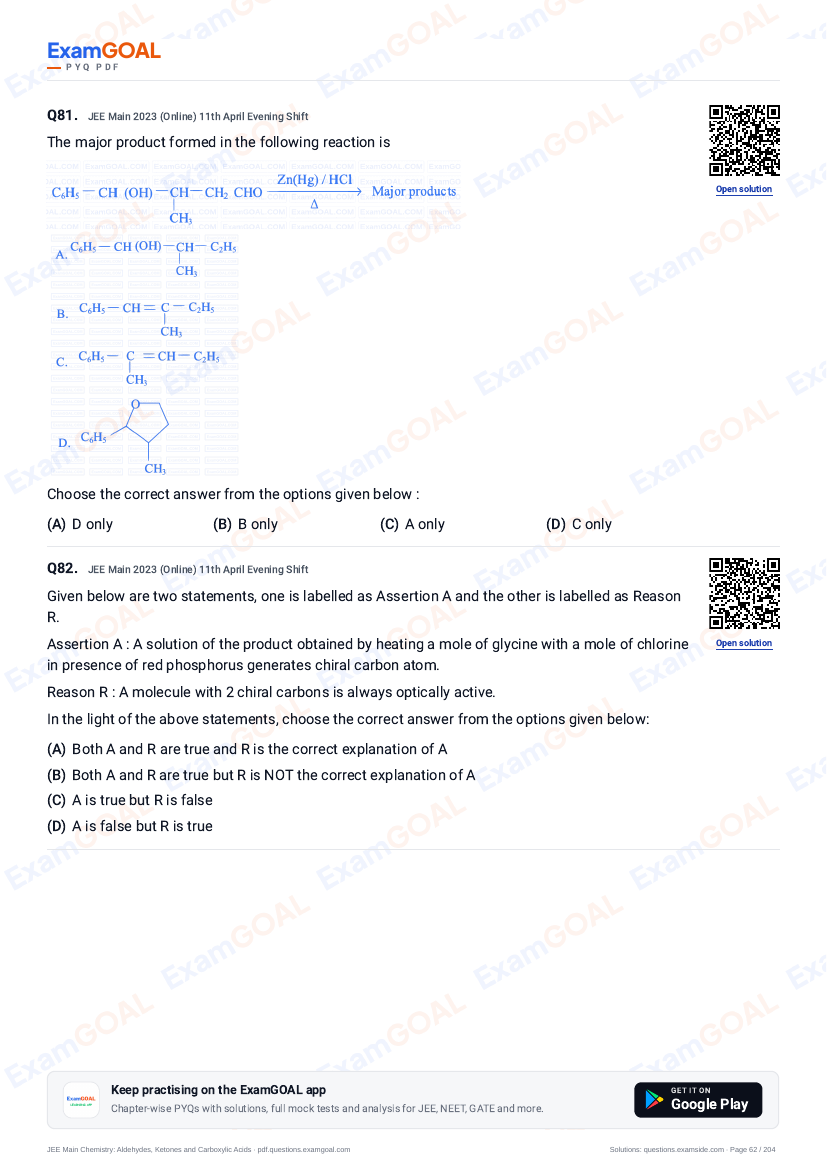 ExamGOAL
PYQ PDF
Q81. JEE Main 2023 (Online) 11th April Evening Shift
The major product formed in the following reaction is
Open solution
C₆H₅ — CH (OH) — CH — CH₂ CHO Zn(Hg) / HCl Δ Major products
CH₃
A. C₆H₅ — CH (OH) — CH — C₂H₅
CH₃
B. C₆H₅ — CH = C — C₂H₅
CH₃
C. C₆H₅ — C = CH — C₂H₅
CH₃
O
D. C₆H₅
CH₃
Choose the correct answer from the options given below :
(A) D only (B) B only (C) A only (D) C only
Q82. JEE Main 2023 (Online) 11th April Evening Shift
Given below are two statements, one is labelled as Assertion A and the other is labelled as Reason
R.
Open solution
Assertion A : A solution of the product obtained by heating a mole of glycine with a mole of chlorine
in presence of red phosphorus generates chiral carbon atom.
Reason R : A molecule with 2 chiral carbons is always optically active.
In the light of the above statements, choose the correct answer from the options given below:
(A) Both A and R are true and R is the correct explanation of A
(B) Both A and R are true but R is NOT the correct explanation of A
(C) A is true but R is false
(D) A is false but R is true
ExamGOAL
Keep practising on the ExamGOAL app
Chapter-wise PYQs with solutions, full mock tests and analysis for JEE, NEET, GATE and more.
GET IT ON
Google Play
JEE Main Chemistry: Aldehydes, Ketones and Carboxylic Acids · pdf.questions.examgoal.com
Solutions: questions.examside.com · Page 62 / 204